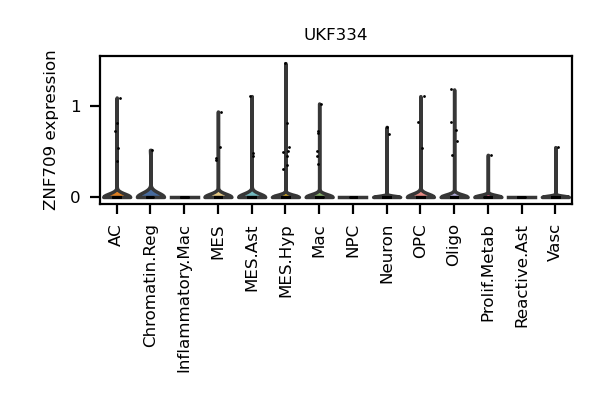 UKF334
ZNF709 expression
1
0
AC
Chromatin.Reg
Inflammatory.Mac
MES
MES.Ast
MES.Hyp
Mac
NPC
Neuron
OPC
Oligo
Prolif.Metab
Reactive.Ast
Vasc